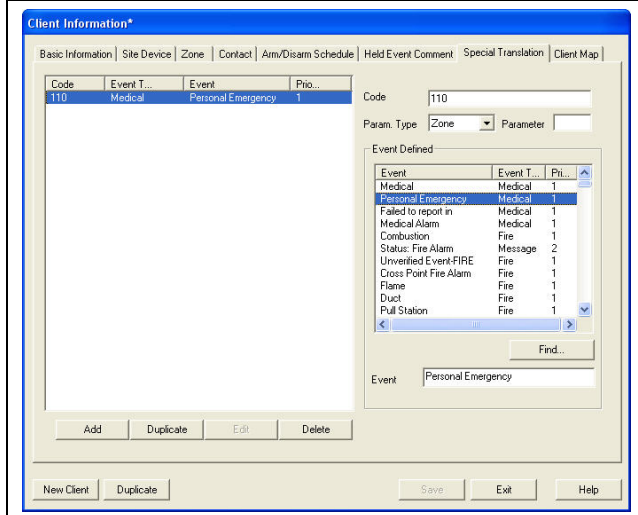 Client Information*
Basic Information Site Device Zone Contact Arm/Disarm Schedule Held Event Comment Special Translation Client Map
Code Event T... Event Prio...
110 Medical Personal Emergency 1
Code 110
Param. Type Zone Parameter
Event Defined
Event Event T... Pri...
Medical Medical 1
Personal Emergency Medical 1
Failed to report in Medical 1
Medical Alarm Medical 1
Combustion Fire 1
Status: Fire Alarm Message 2
Unverified Event-FIRE Fire 1
Cross Point Fire Alarm Fire 1
Flame Fire 1
Duct Fire 1
Pull Station Fire 1
Find...
Event Personal Emergency
Add Duplicate Edit Delete
New Client Duplicate Save Exit Help